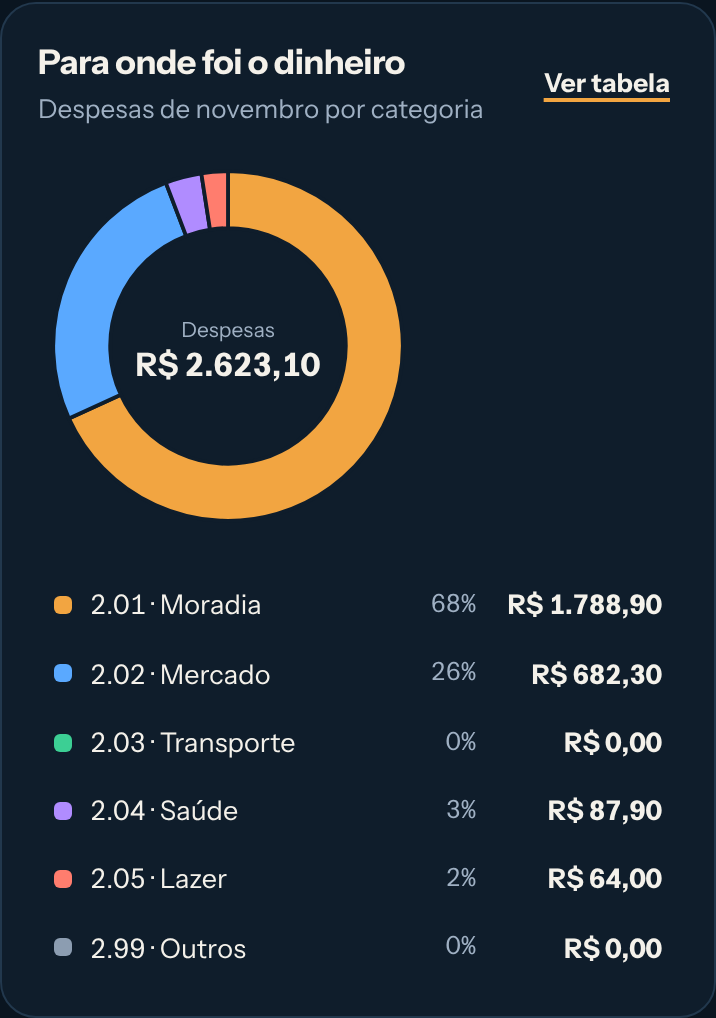 Para onde foi o dinheiro
Ver tabela
Despesas de novembro por categoria
Despesas
R$ 2.623,10
2.01 · Moradia 68% R$ 1.788,90
2.02 · Mercado 26% R$ 682,30
2.03 · Transporte 0% R$ 0,00
2.04 · Saúde 3% R$ 87,90
2.05 · Lazer 2% R$ 64,00
2.99 · Outros 0% R$ 0,00